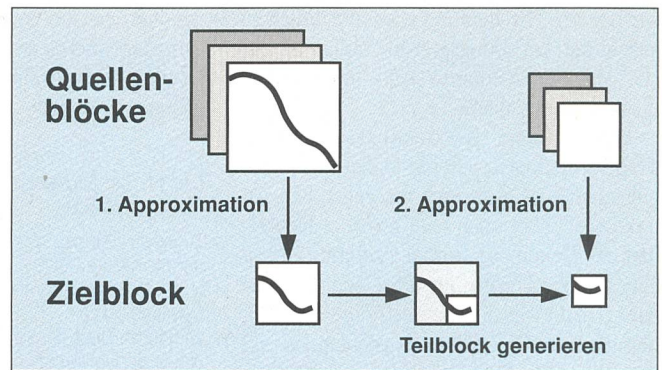 Quellen-
blöcke
1. Approximation
2. Approximation
Zielblock
Teilblock generieren